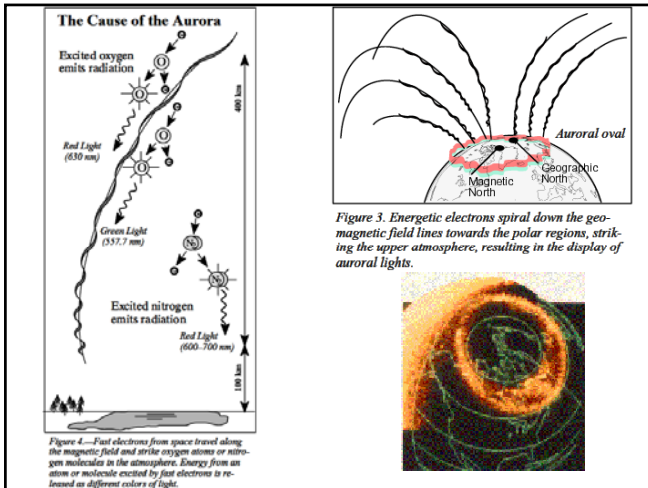 The Cause of the Aurora
Excited oxygen
emits radiation
e
O
O
e
e
Red Light
(630 nm)
O
O
e
Green Light
(557.7 nm)
e
N₂
e
N₂
Excited nitrogen
emits radiation
Red Light
(600–700 nm)
400 km
100 km
Figure 4.—Fast electrons from space travel along
the magnetic field and strike oxygen atoms or nitro-
gen molecules in the atmosphere. Energy from an
atom or molecule excited by fast electrons is re-
leased as different colors of light.
Auroral oval
Magnetic
North
Geographic
North
Figure 3. Energetic electrons spiral down the geo-
magnetic field lines towards the polar regions, strik-
ing the upper atmosphere, resulting in the display of
auroral lights.